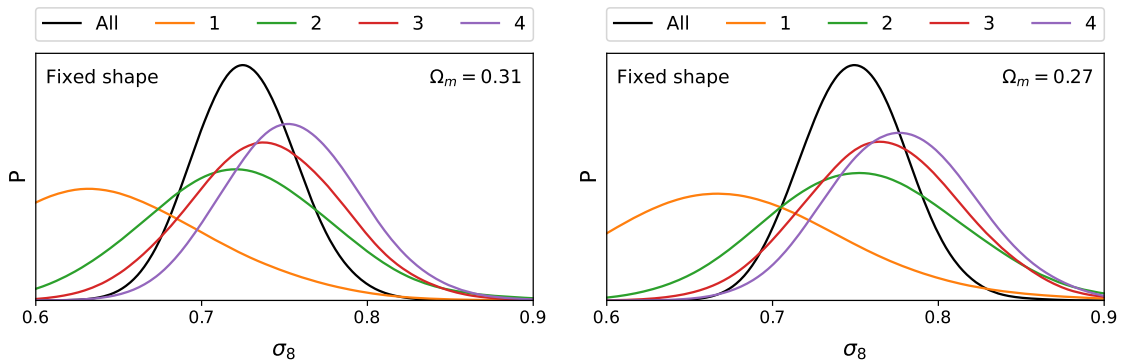 All 1 2 3 4
Fixed shape
Ωₘ = 0.31
P
0.6 0.7 0.8 0.9
σ₈
All 1 2 3 4
Fixed shape
Ωₘ = 0.27
P
0.6 0.7 0.8 0.9
σ₈